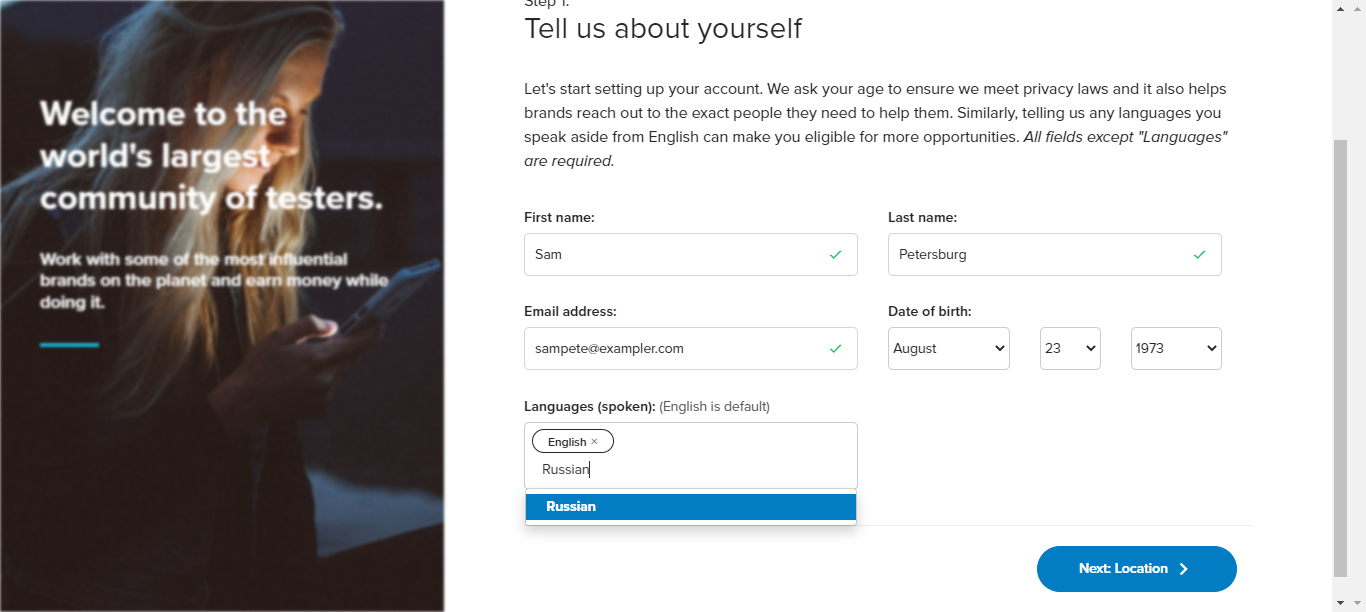 Welcome to the
world's largest
community of testers.
Work with some of the most influential
brands on the planet and earn money while
doing it.
Step 1.
Tell us about yourself
Let's start setting up your account. We ask your age to ensure we meet privacy laws and it also helps
brands reach out to the exact people they need to help them. Similarly, telling us any languages you
speak aside from English can make you eligible for more opportunities. All fields except "Languages"
are required.
First name: Last name:
Sam Petersburg
Email address: Date of birth:
sampete@exampler.com August 23 1973
Languages (spoken): (English is default)
English ×
Russian
Russian
Next: Location